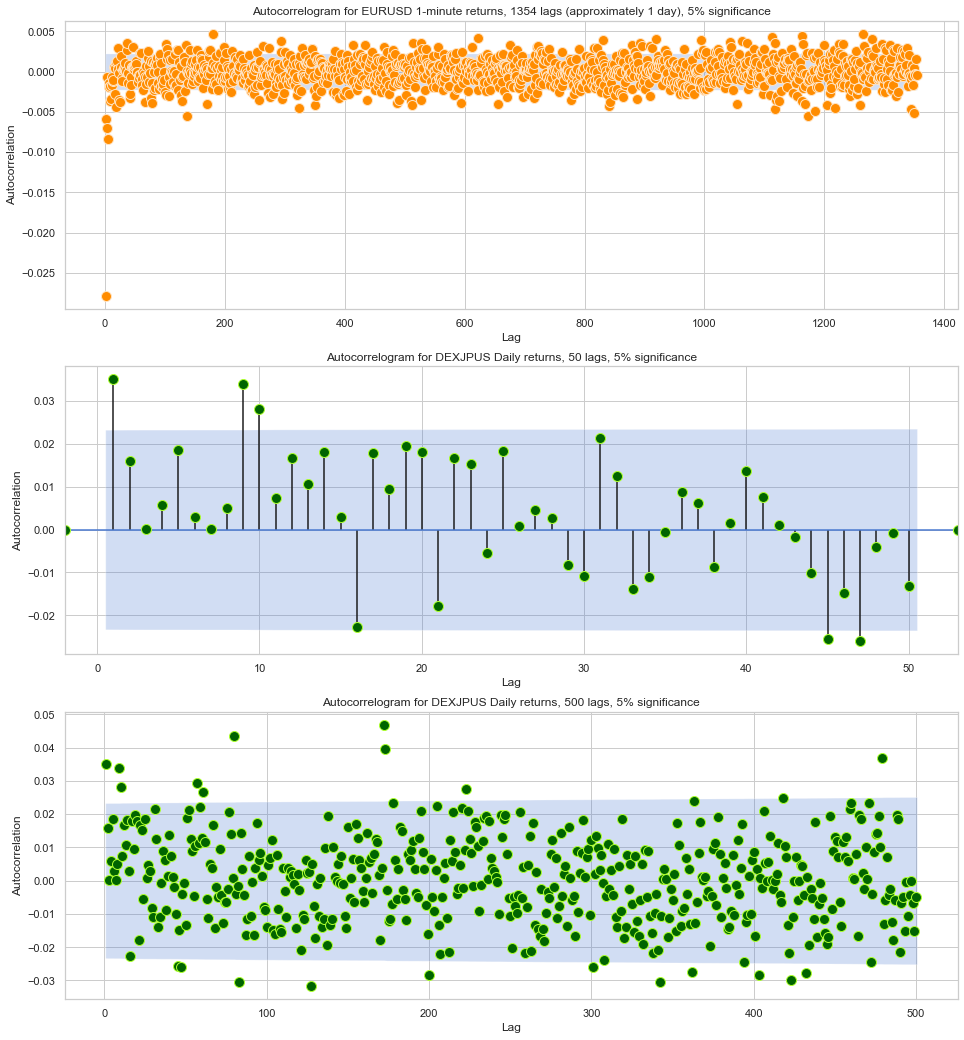 Autocorrelogram for EURUSD 1-minute returns, 1354 lags (approximately 1 day), 5% significance
0.005
0.000
−0.005
−0.010
−0.015
−0.020
−0.025
Autocorrelation
0 200 400 600 800 1000 1200 1400
Lag
Autocorrelogram for DEXJPUS Daily returns, 50 lags, 5% significance
0.03
0.02
0.01
0.00
−0.01
−0.02
Autocorrelation
0 10 20 30 40 50
Lag
Autocorrelogram for DEXJPUS Daily returns, 500 lags, 5% significance
0.05
0.04
0.03
0.02
0.01
0.00
−0.01
−0.02
−0.03
Autocorrelation
0 100 200 300 400 500
Lag